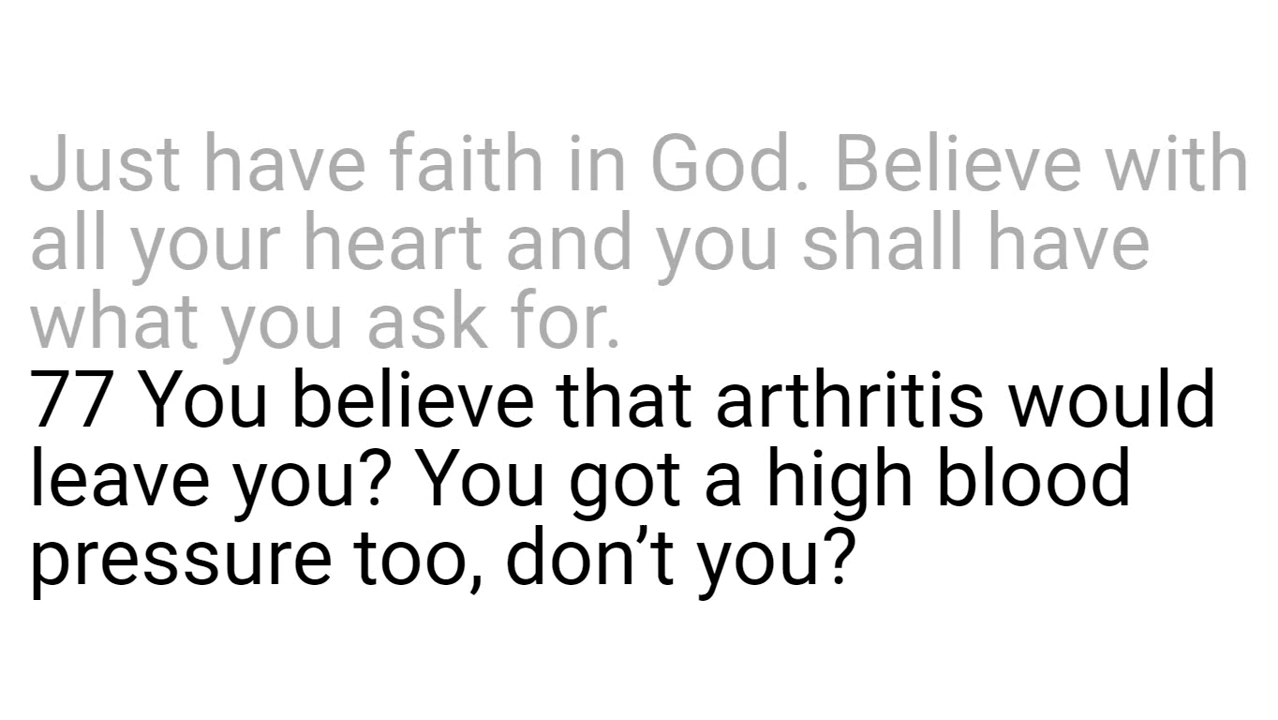 Just have faith in God. Believe with
all your heart and you shall have
what you ask for.
77 You believe that arthritis would
leave you? You got a high blood
pressure too, don’t you?